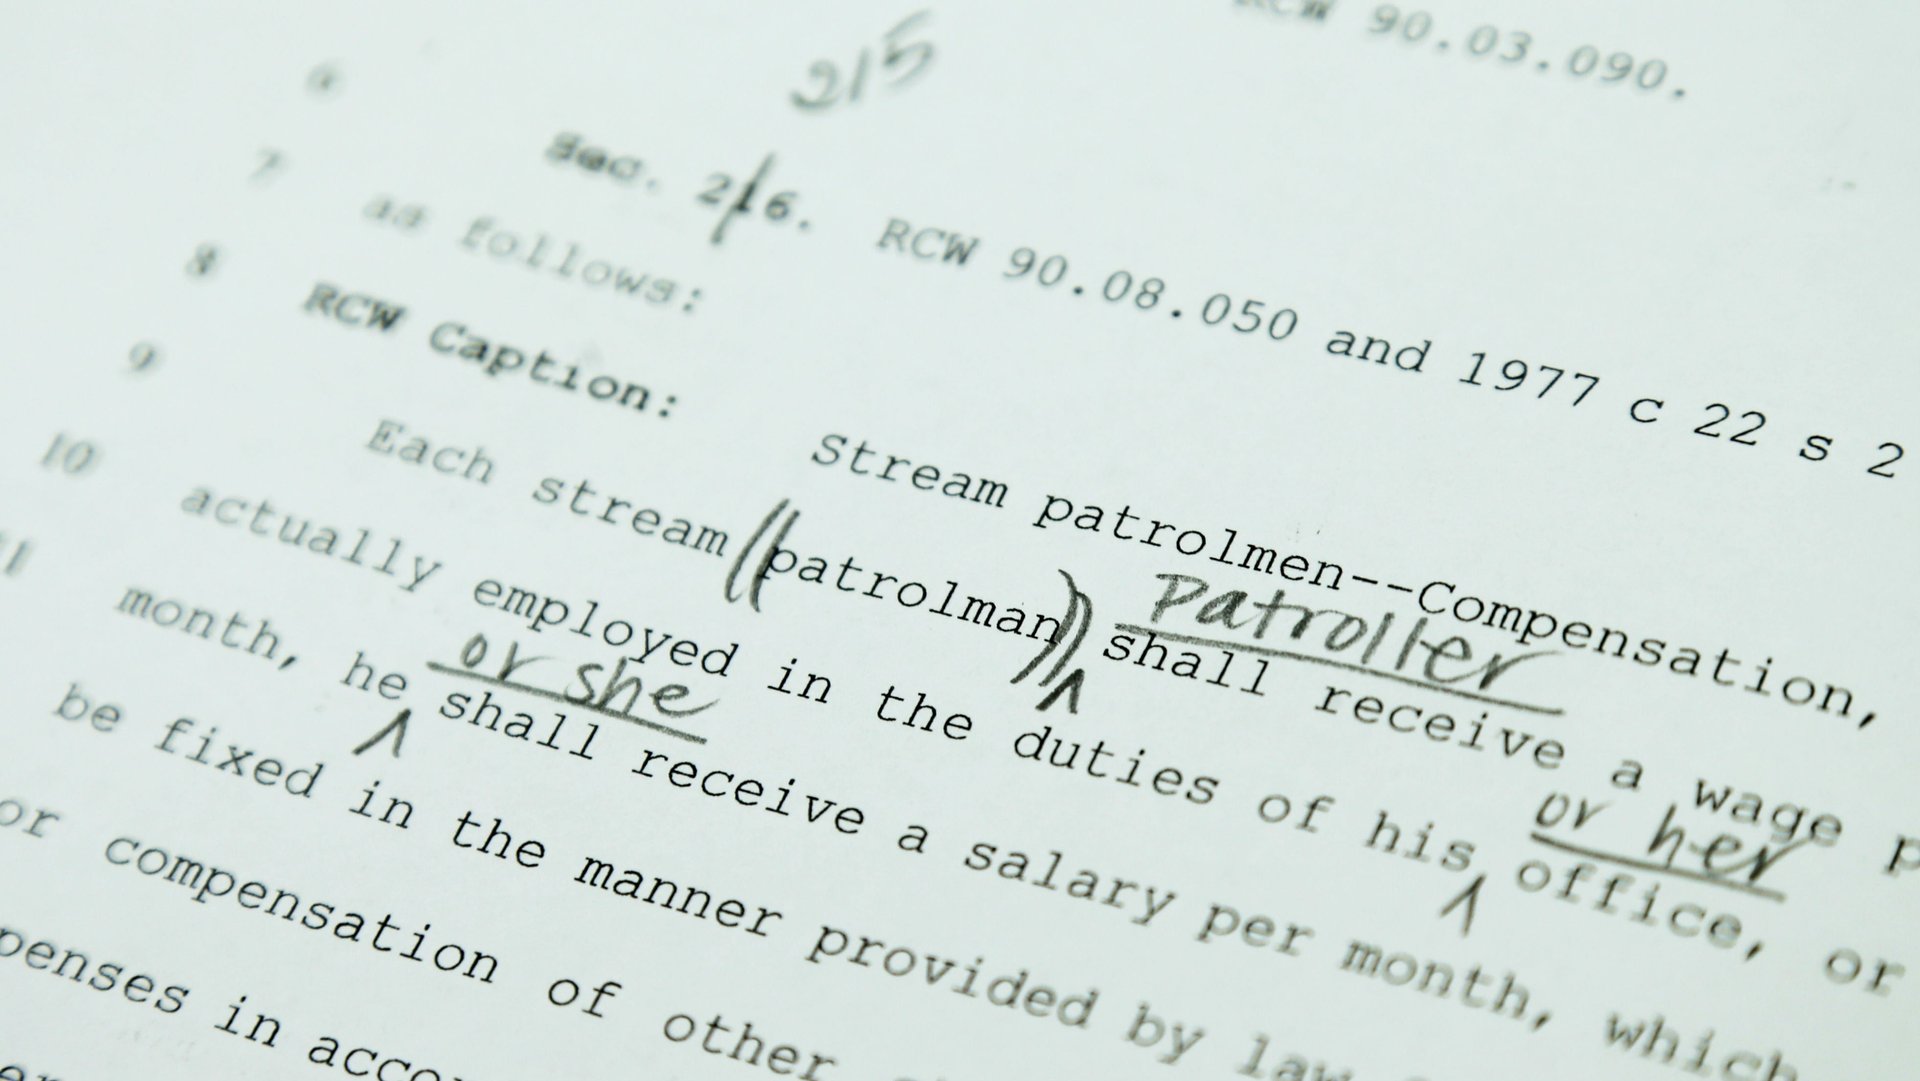 RCW 90.03.090.
215
6 Sec. 216. RCW 90.08.050 and 1977 c 22 s 2
7 as follows:
8 RCW Caption: Stream patrolmen--Compensation,
patroller
9 Each stream ((patrolman)) shall receive a wage p
or her
10 actually employed in the duties of his office, or
or she
11 month, he shall receive a salary per month, which
be fixed in the manner provided by law
or compensation of other
penses in acco